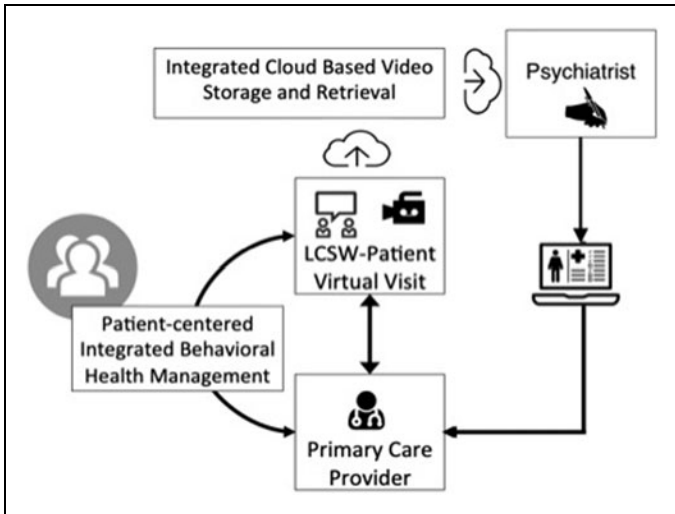 Integrated Cloud Based Video
Storage and Retrieval
Psychiatrist
LCSW-Patient
Virtual Visit
Patient-centered
Integrated Behavioral
Health Management
Primary Care
Provider